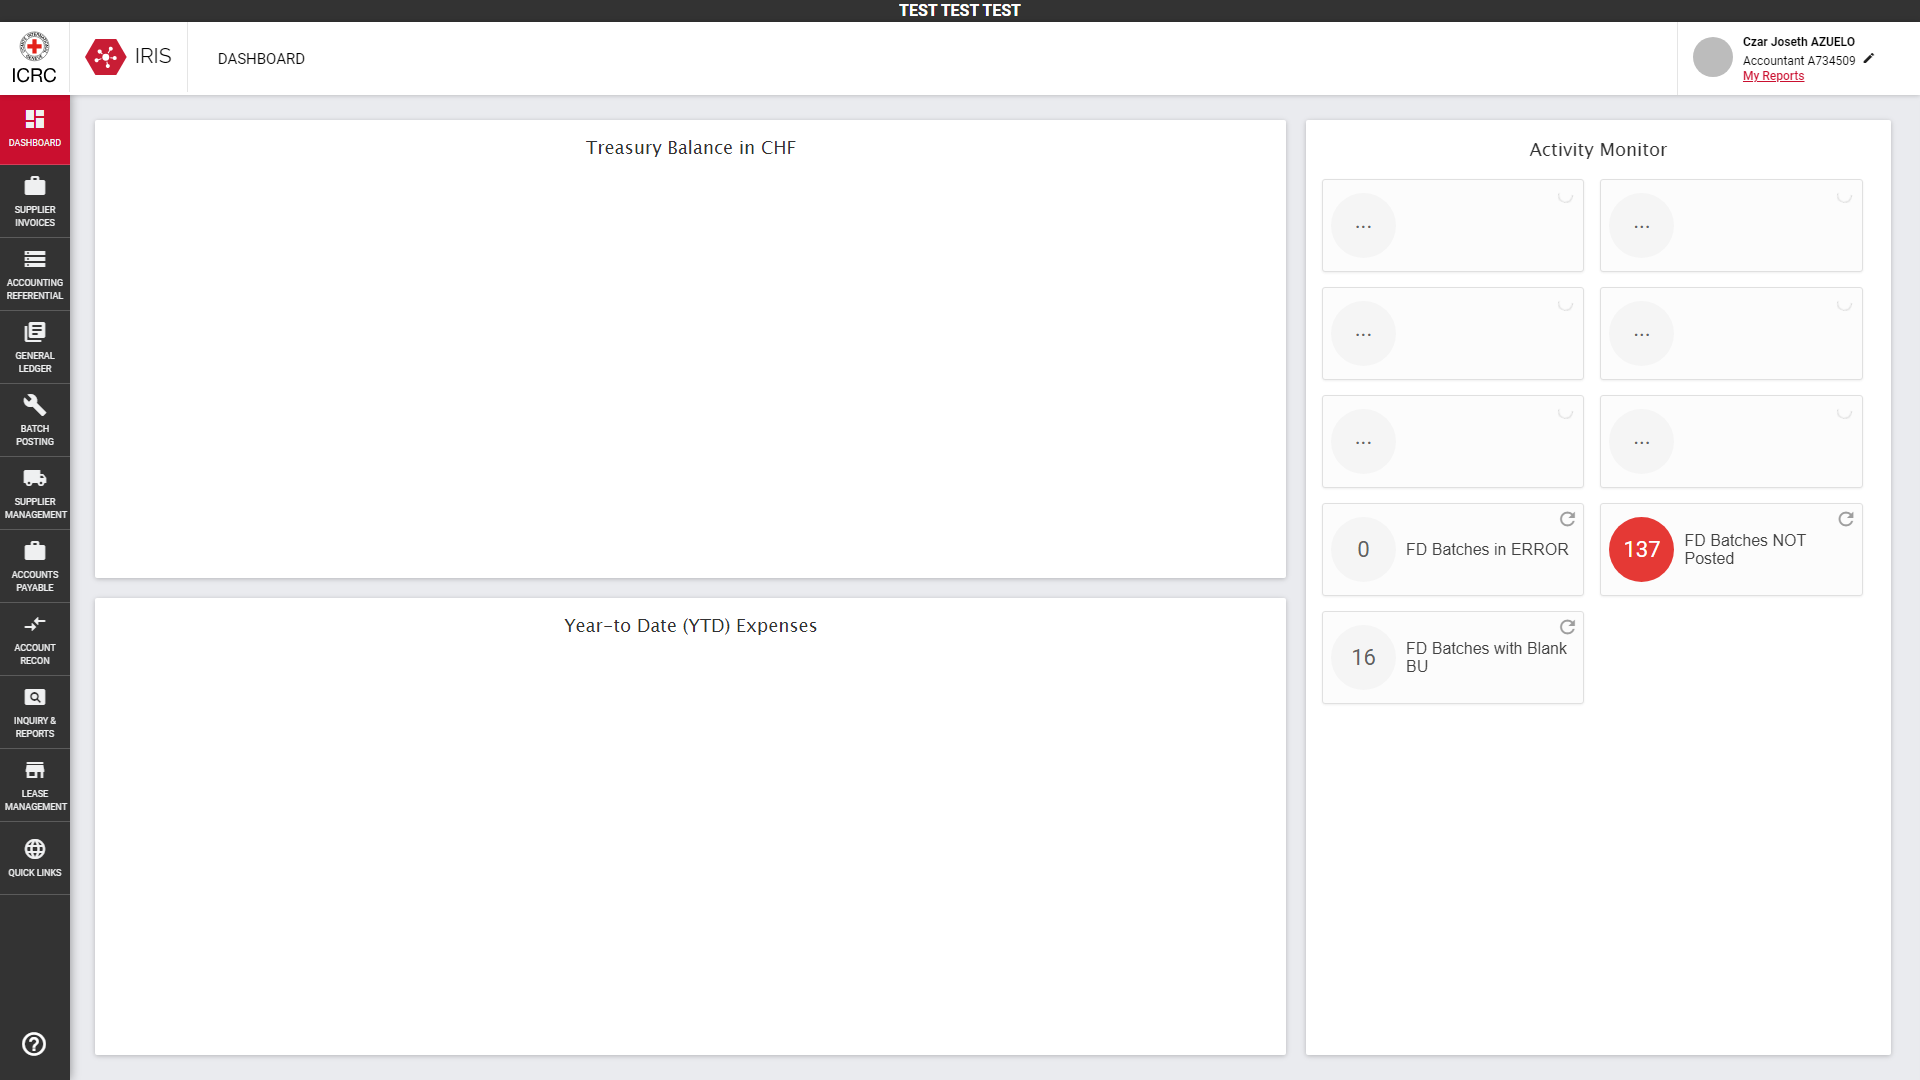 TEST TEST TEST
ICRC
IRIS
DASHBOARD
Czar Joseth AZUELO
Accountant A734509
My Reports
DASHBOARD
SUPPLIER
INVOICES
ACCOUNTING
REFERENTIAL
GENERAL
LEDGER
BATCH
POSTING
SUPPLIER
MANAGEMENT
ACCOUNTS
PAYABLE
ACCOUNT
RECON
INQUIRY &
REPORTS
LEASE
MANAGEMENT
QUICK LINKS
Treasury Balance in CHF
Year-to Date (YTD) Expenses
Activity Monitor
...
...
...
...
...
...
0
FD Batches in ERROR
137
FD Batches NOT
Posted
16
FD Batches with Blank
BU